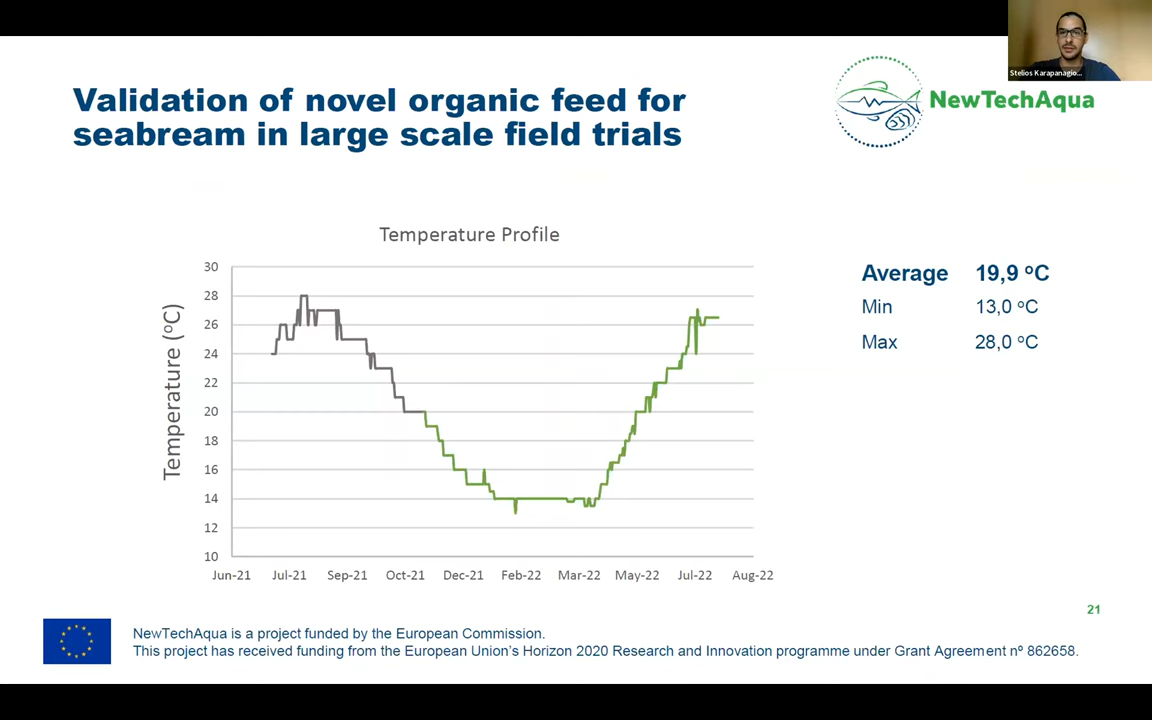 Stelios Karapanagio...
Validation of novel organic feed for
seabream in large scale field trials
NewTechAqua
Temperature Profile
Temperature (ºC)
30
28
26
24
22
20
18
16
14
12
10
Jun-21 Jul-21 Sep-21 Oct-21 Dec-21 Feb-22 Mar-22 May-22 Jul-22 Aug-22
Average 19,9 ºC
Min 13,0 ºC
Max 28,0 ºC
21
NewTechAqua is a project funded by the European Commission.
This project has received funding from the European Union’s Horizon 2020 Research and Innovation programme under Grant Agreement nº 862658.